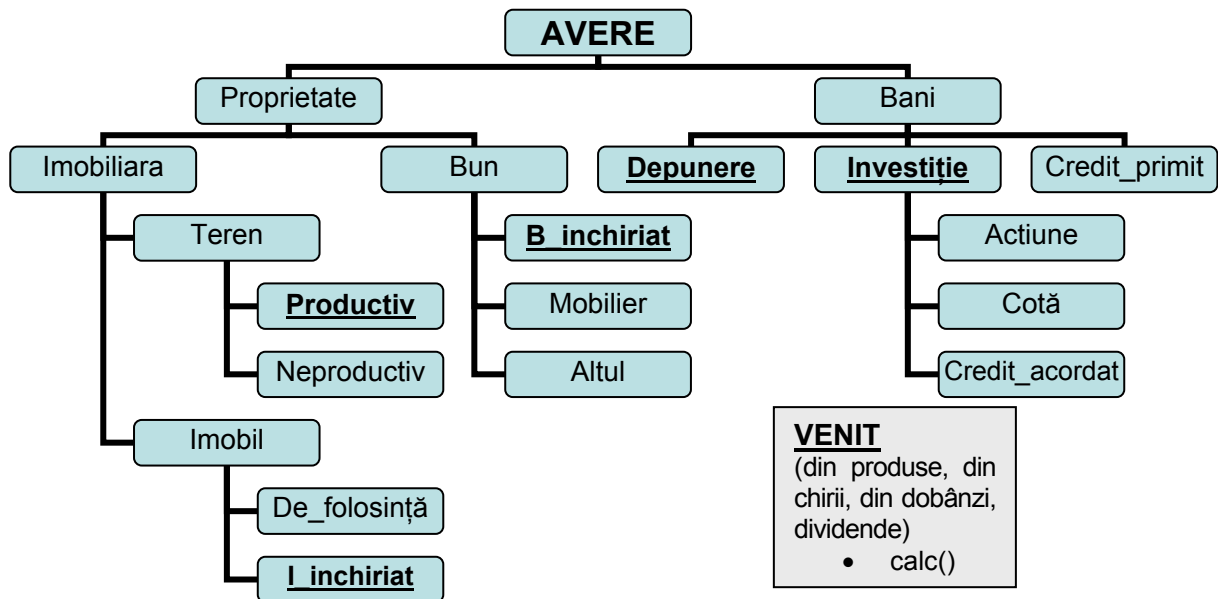 AVERE
Proprietate
Bani
Imobiliara
Bun
Depunere
Investiție
Credit_primit
Teren
B_inchiriat
Actiune
Productiv
Mobilier
Cotă
Neproductiv
Altul
Credit_acordat
Imobil
De_folosință
I_inchiriat
VENIT
(din produse, din
chirii, din dobânzi,
dividende)
• calc()